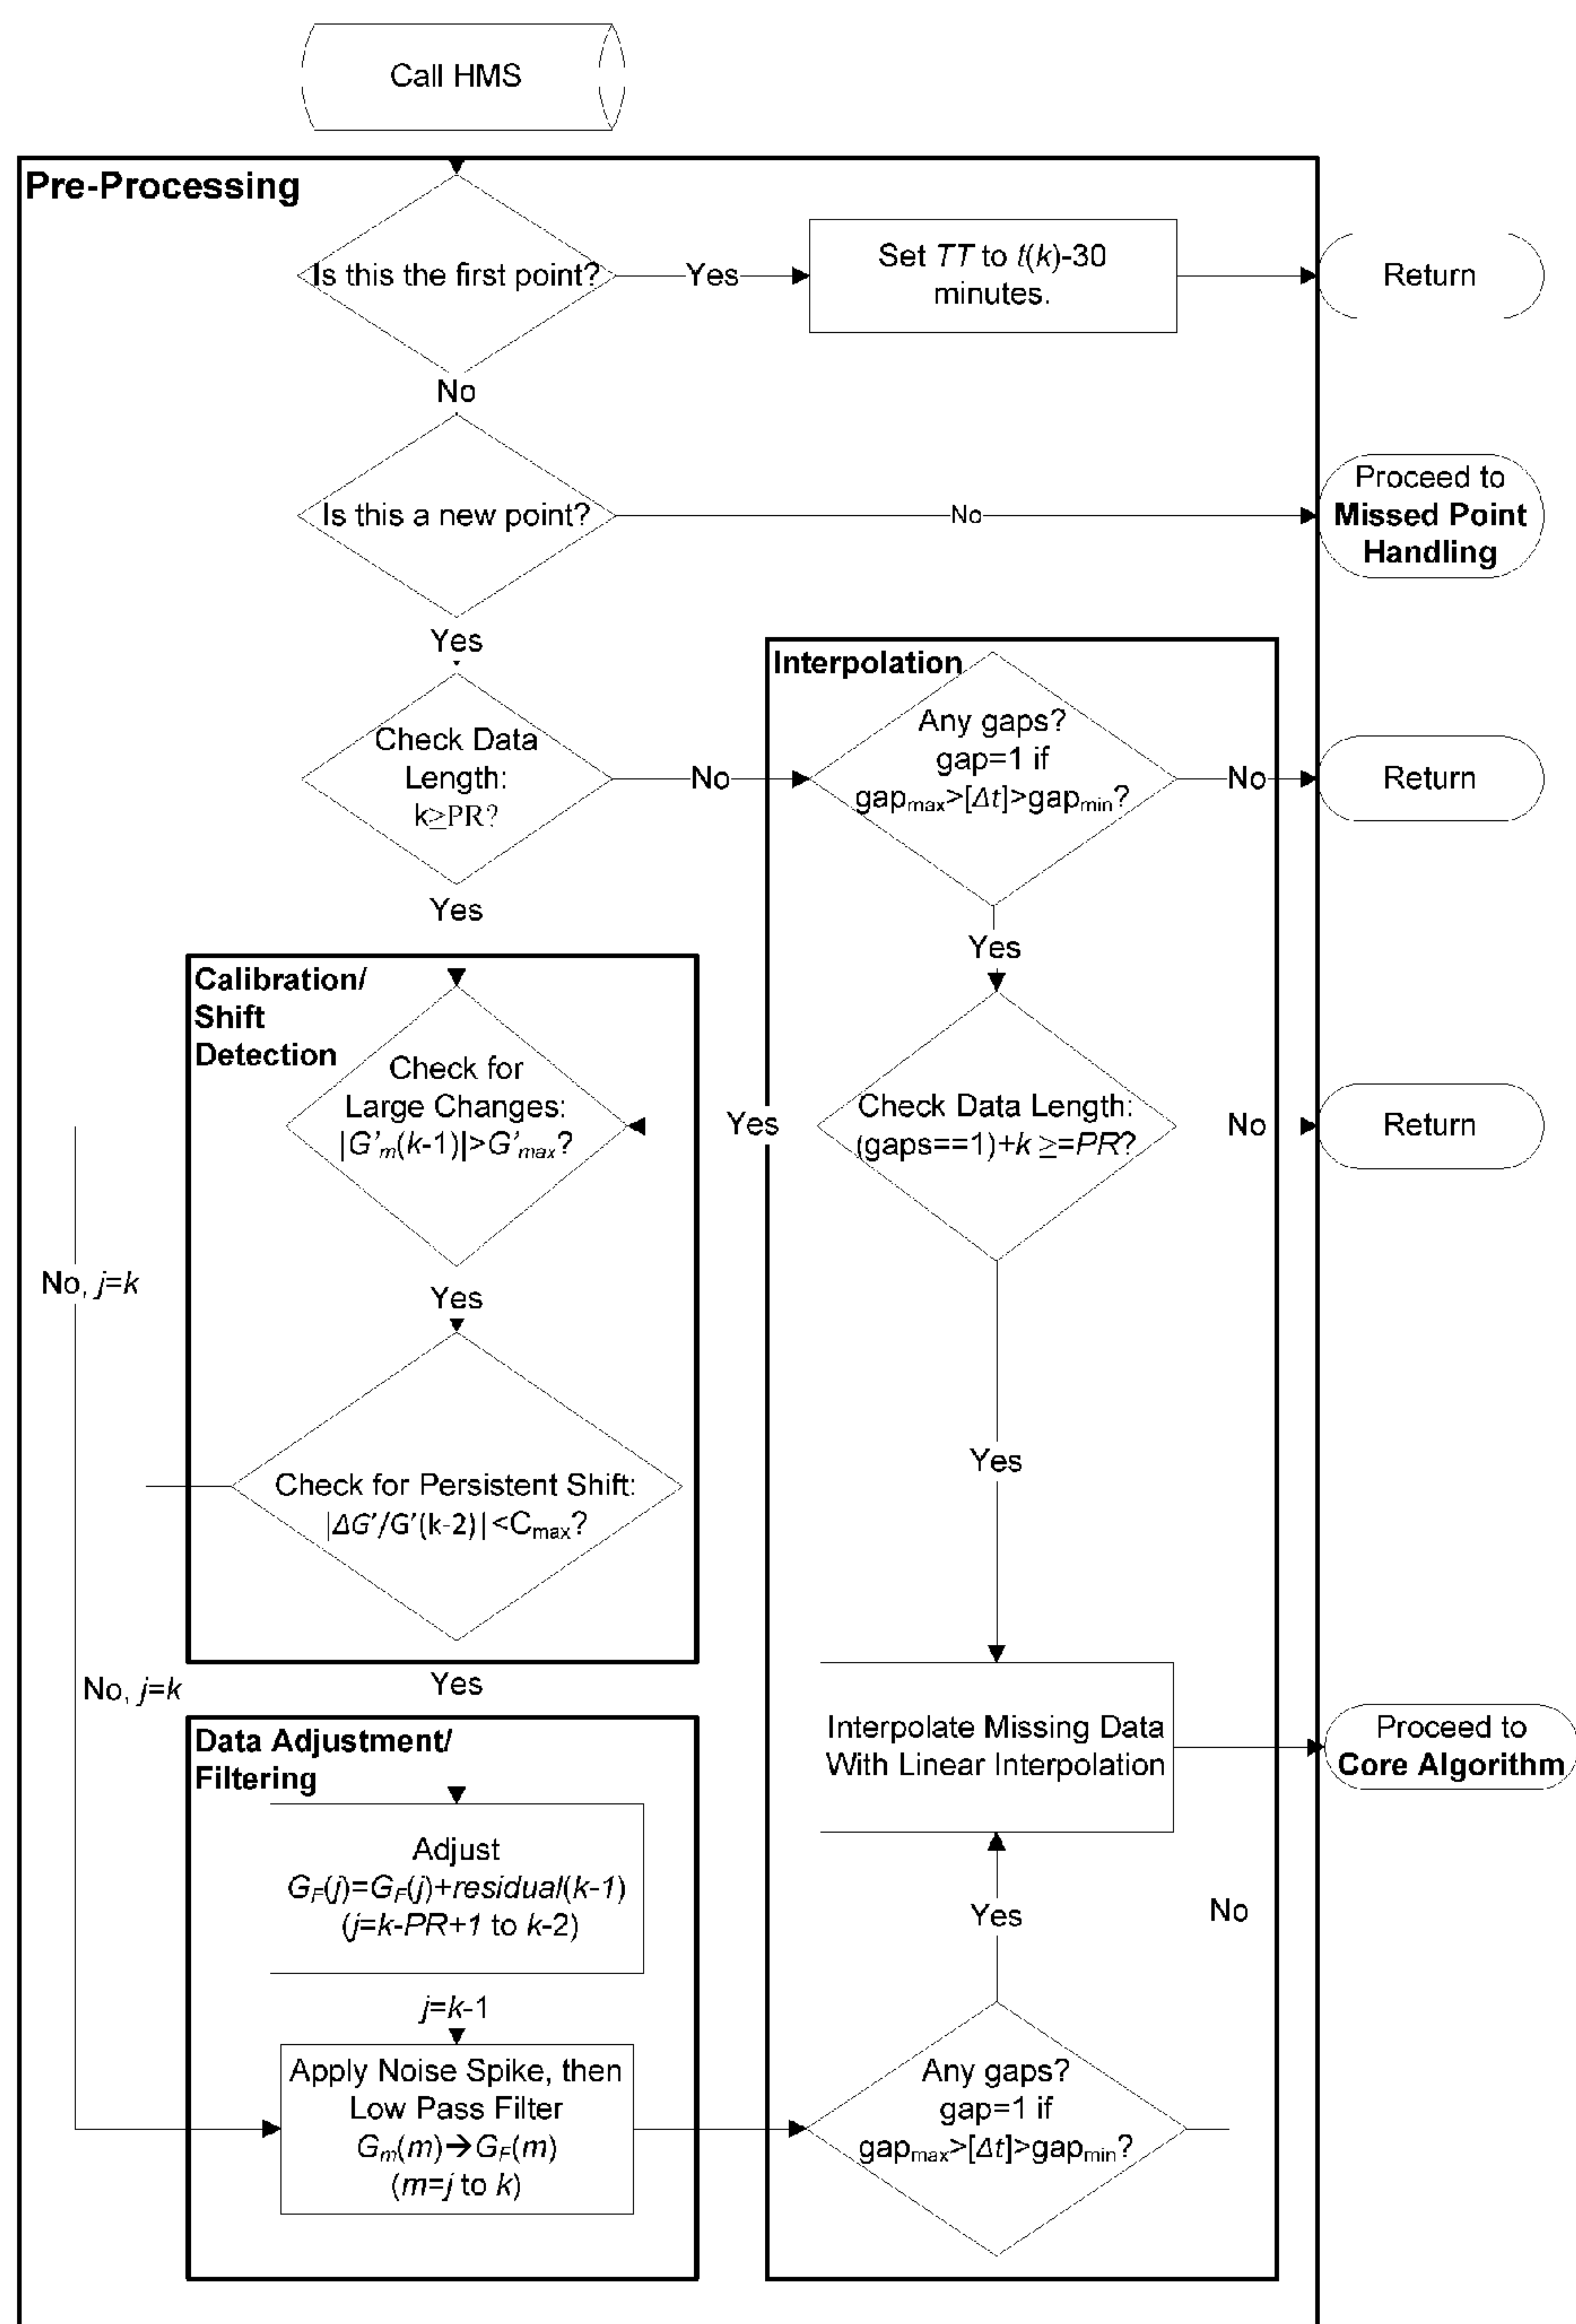 Call HMS
Pre-Processing
Is this the first point?
Yes
Set TT to t(k)-30
minutes.
Return
No
Is this a new point?
No
Proceed to
Missed Point
Handling
Yes
Check Data
Length:
k≥PR?
No
Interpolation
Any gaps?
gap=1 if
gapmax>[Δt]>gapmin?
No
Return
Yes
Yes
Calibration/
Shift
Detection
Check for
Large Changes:
|G'm(k-1)|>G'max?
Yes
Check Data Length:
(gaps==1)+k ≥=PR?
No
Return
No, j=k
Yes
Check for Persistent Shift:
|ΔG'/G'(k-2)|<Cmax?
Yes
No, j=k
Yes
Data Adjustment/
Filtering
Interpolate Missing Data
With Linear Interpolation
Proceed to
Core Algorithm
Adjust
GF(j)=GF(j)+residual(k-1)
(j=k-PR+1 to k-2)
Yes
No
j=k-1
Apply Noise Spike, then
Low Pass Filter
Gm(m)→GF(m)
(m=j to k)
Any gaps?
gap=1 if
gapmax>[Δt]>gapmin?